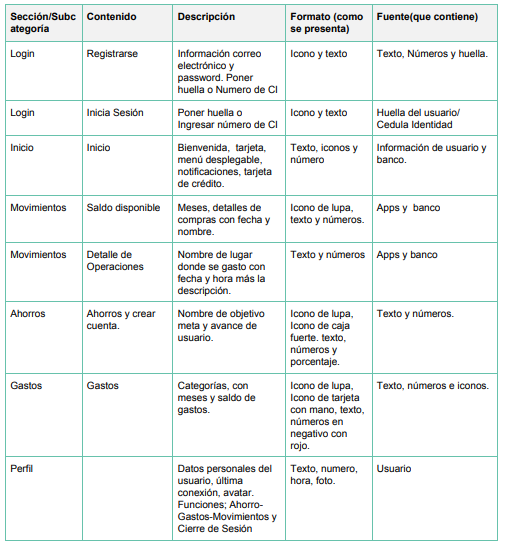 Sección/Subc Contenido Descripción Formato (como Fuente(que contiene)
ategoría se presenta)
Login Registrarse Información correo Icono y texto Texto, Números y huella.
electrónico y
password. Poner
huella o Numero de CI
Login Inicia Sesión Poner huella o Icono y texto Huella del usuario/
Ingresar número de CI Cedula Identidad
Inicio Inicio Bienvenida, tarjeta, Texto, iconos y Información de usuario y
menú desplegable, número banco.
notificaciones, tarjeta
de crédito.
Movimientos Saldo disponible Meses, detalles de Icono de lupa, Apps y banco
compras con fecha y texto y números.
nombre.
Movimientos Detalle de Nombre de lugar Texto y números Apps y banco
Operaciones donde se gasto con
fecha y hora más la
descripción.
Ahorros Ahorros y crear Nombre de objetivo Icono de lupa, Texto y números.
cuenta. meta y avance de Icono de caja
usuario. fuerte. texto,
números y
porcentaje.
Gastos Gastos Categorías, con Icono de lupa, Texto, números e iconos.
meses y saldo de Icono de tarjeta
gastos. con mano, texto,
números en
negativo con
rojo.
Perfil Datos personales del Texto, numero, Usuario
usuario, última hora, foto.
conexión, avatar.
Funciones; Ahorro-
Gastos-Movimientos y
Cierre de Sesión